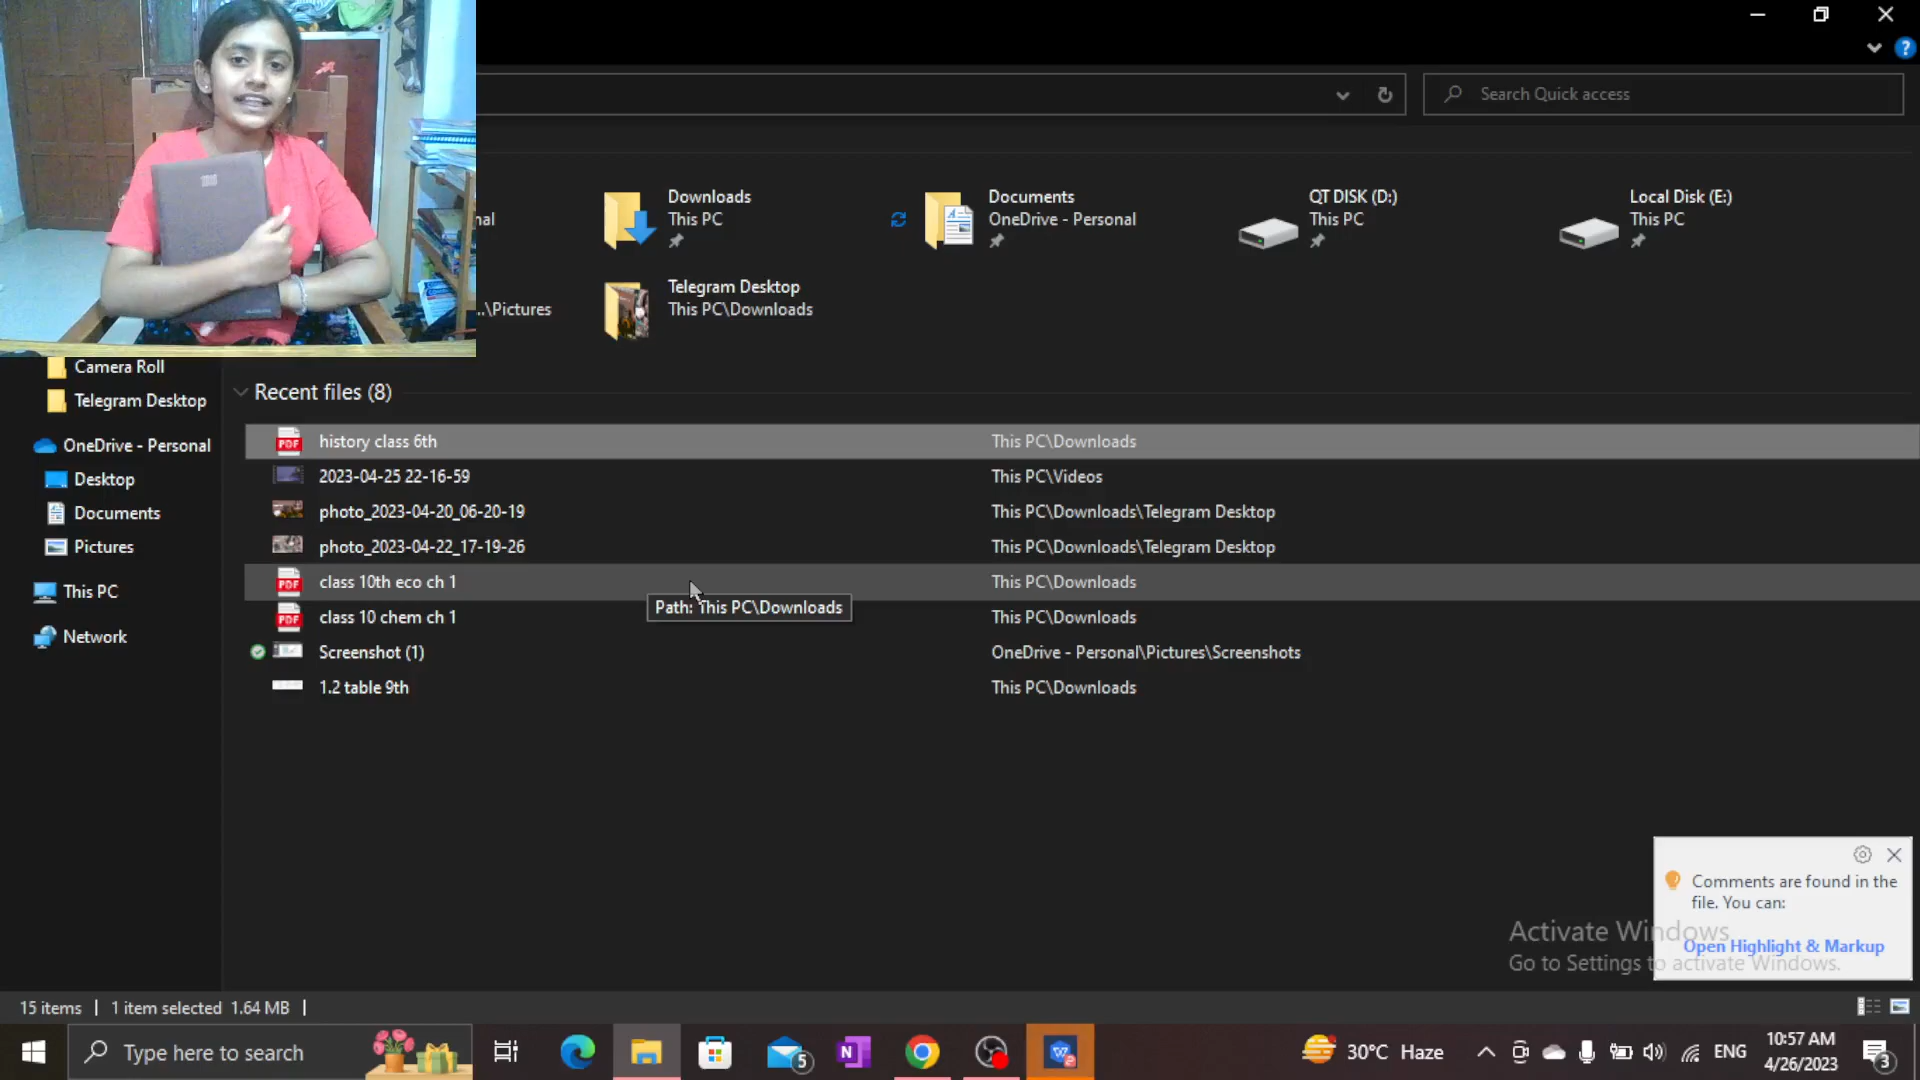 Search Quick access
nal
Downloads
This PC
Documents
OneDrive - Personal
QT DISK (D:)
This PC
Local Disk (E:)
This PC
..\Pictures
Telegram Desktop
This PC\Downloads
Camera Roll
Telegram Desktop
OneDrive - Personal
Desktop
Documents
Pictures
This PC
Network
Recent files (8)
history class 6th This PC\Downloads
2023-04-25 22-16-59 This PC\Videos
photo_2023-04-20_06-20-19 This PC\Downloads\Telegram Desktop
photo_2023-04-22_17-19-26 This PC\Downloads\Telegram Desktop
class 10th eco ch 1 This PC\Downloads
Path: This PC\Downloads
class 10 chem ch 1 This PC\Downloads
Screenshot (1) OneDrive - Personal\Pictures\Screenshots
1.2 table 9th This PC\Downloads
Comments are found in the
file. You can:
Open Highlight & Markup
Activate Windows
Go to Settings to activate Windows.
15 items 1 item selected 1.64 MB
Type here to search
5
30°C Haze
ENG
10:57 AM
4/26/2023
3